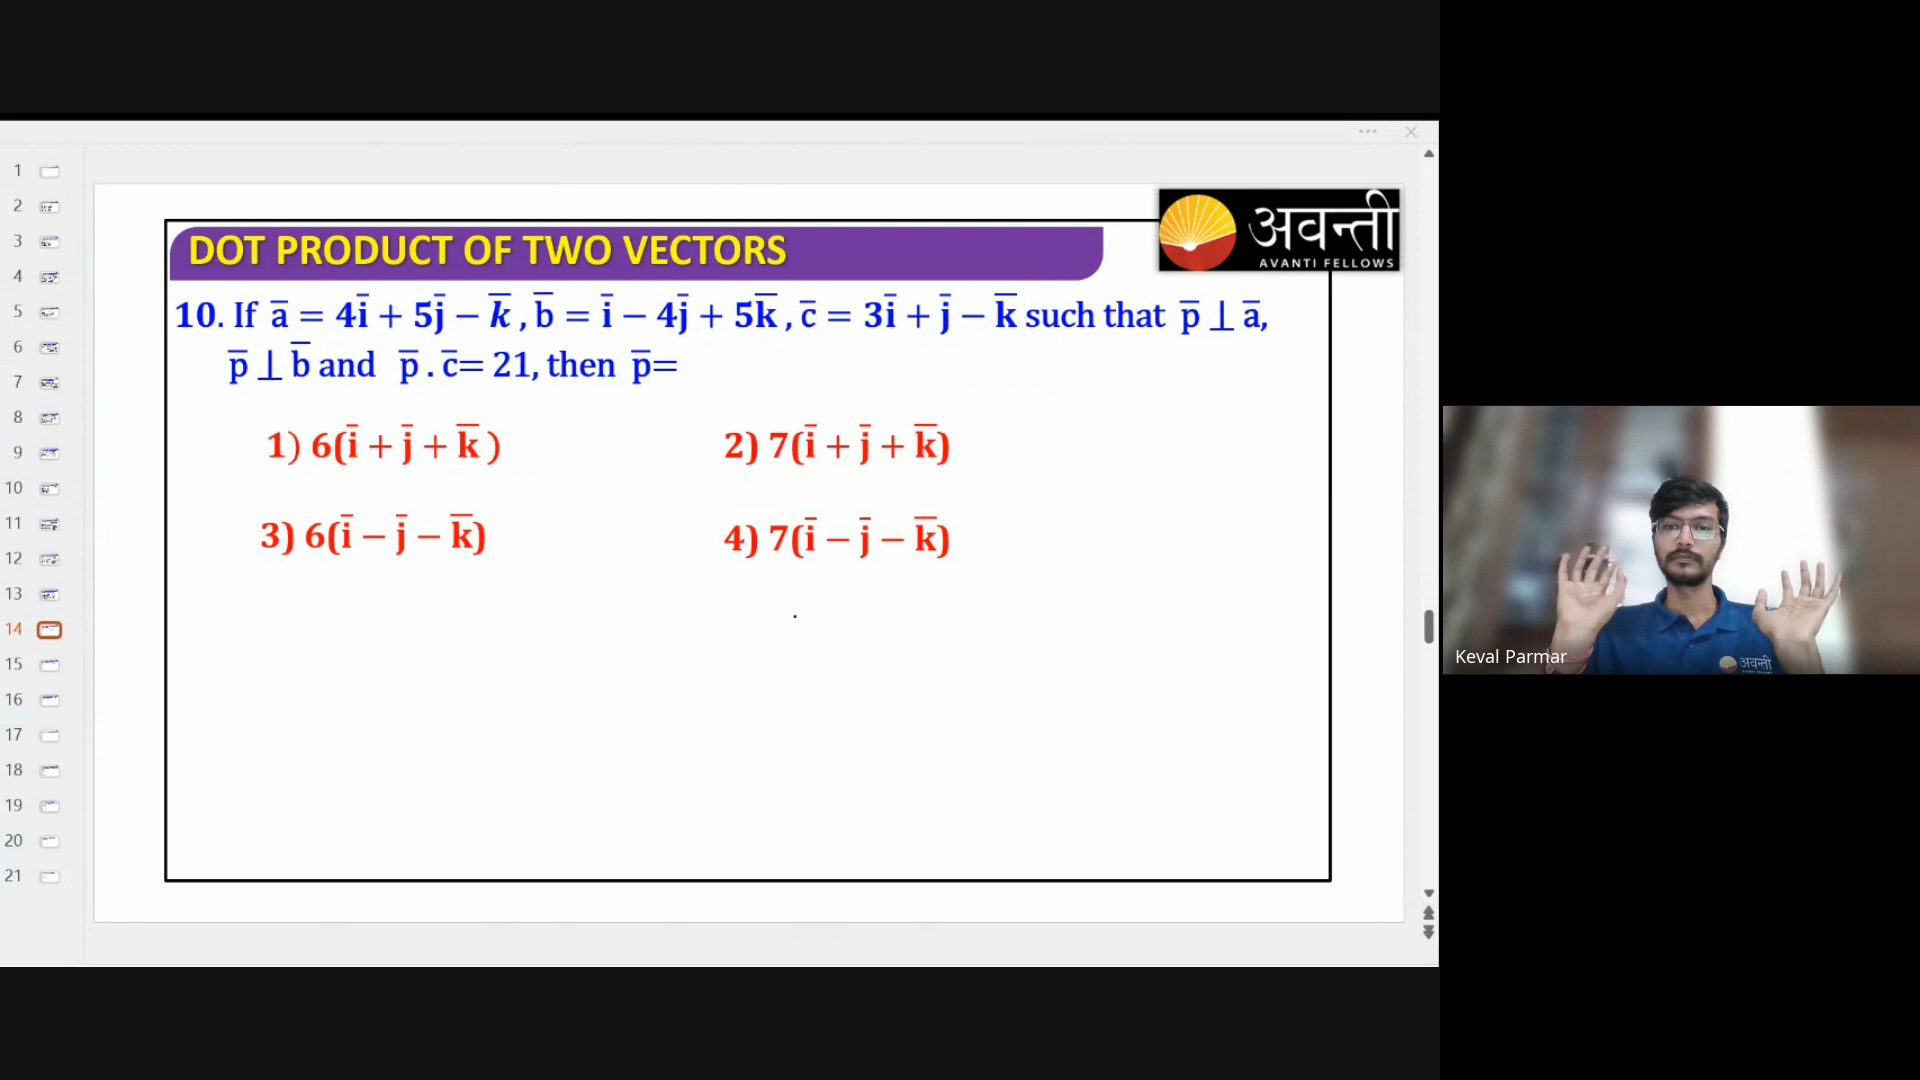 DOT PRODUCT OF TWO VECTORS
अवन्ती
AVANTI FELLOWS
10. If a̅ = 4i̅ + 5j̅ − k̅ , b̅ = i̅ − 4j̅ + 5k̅ , c̅ = 3i̅ + j̅ − k̅ such that p̅ ⊥ a̅,
p̅ ⊥ b̅ and p̅ . c̅= 21, then p̅=
1) 6(i̅ + j̅ + k̅ )
2) 7(i̅ + j̅ + k̅)
3) 6(i̅ − j̅ − k̅)
4) 7(i̅ − j̅ − k̅)
1
2
3
4
5
6
7
8
9
10
11
12
13
14
15
16
17
18
19
20
21
Keval Parmar
अवन्ती